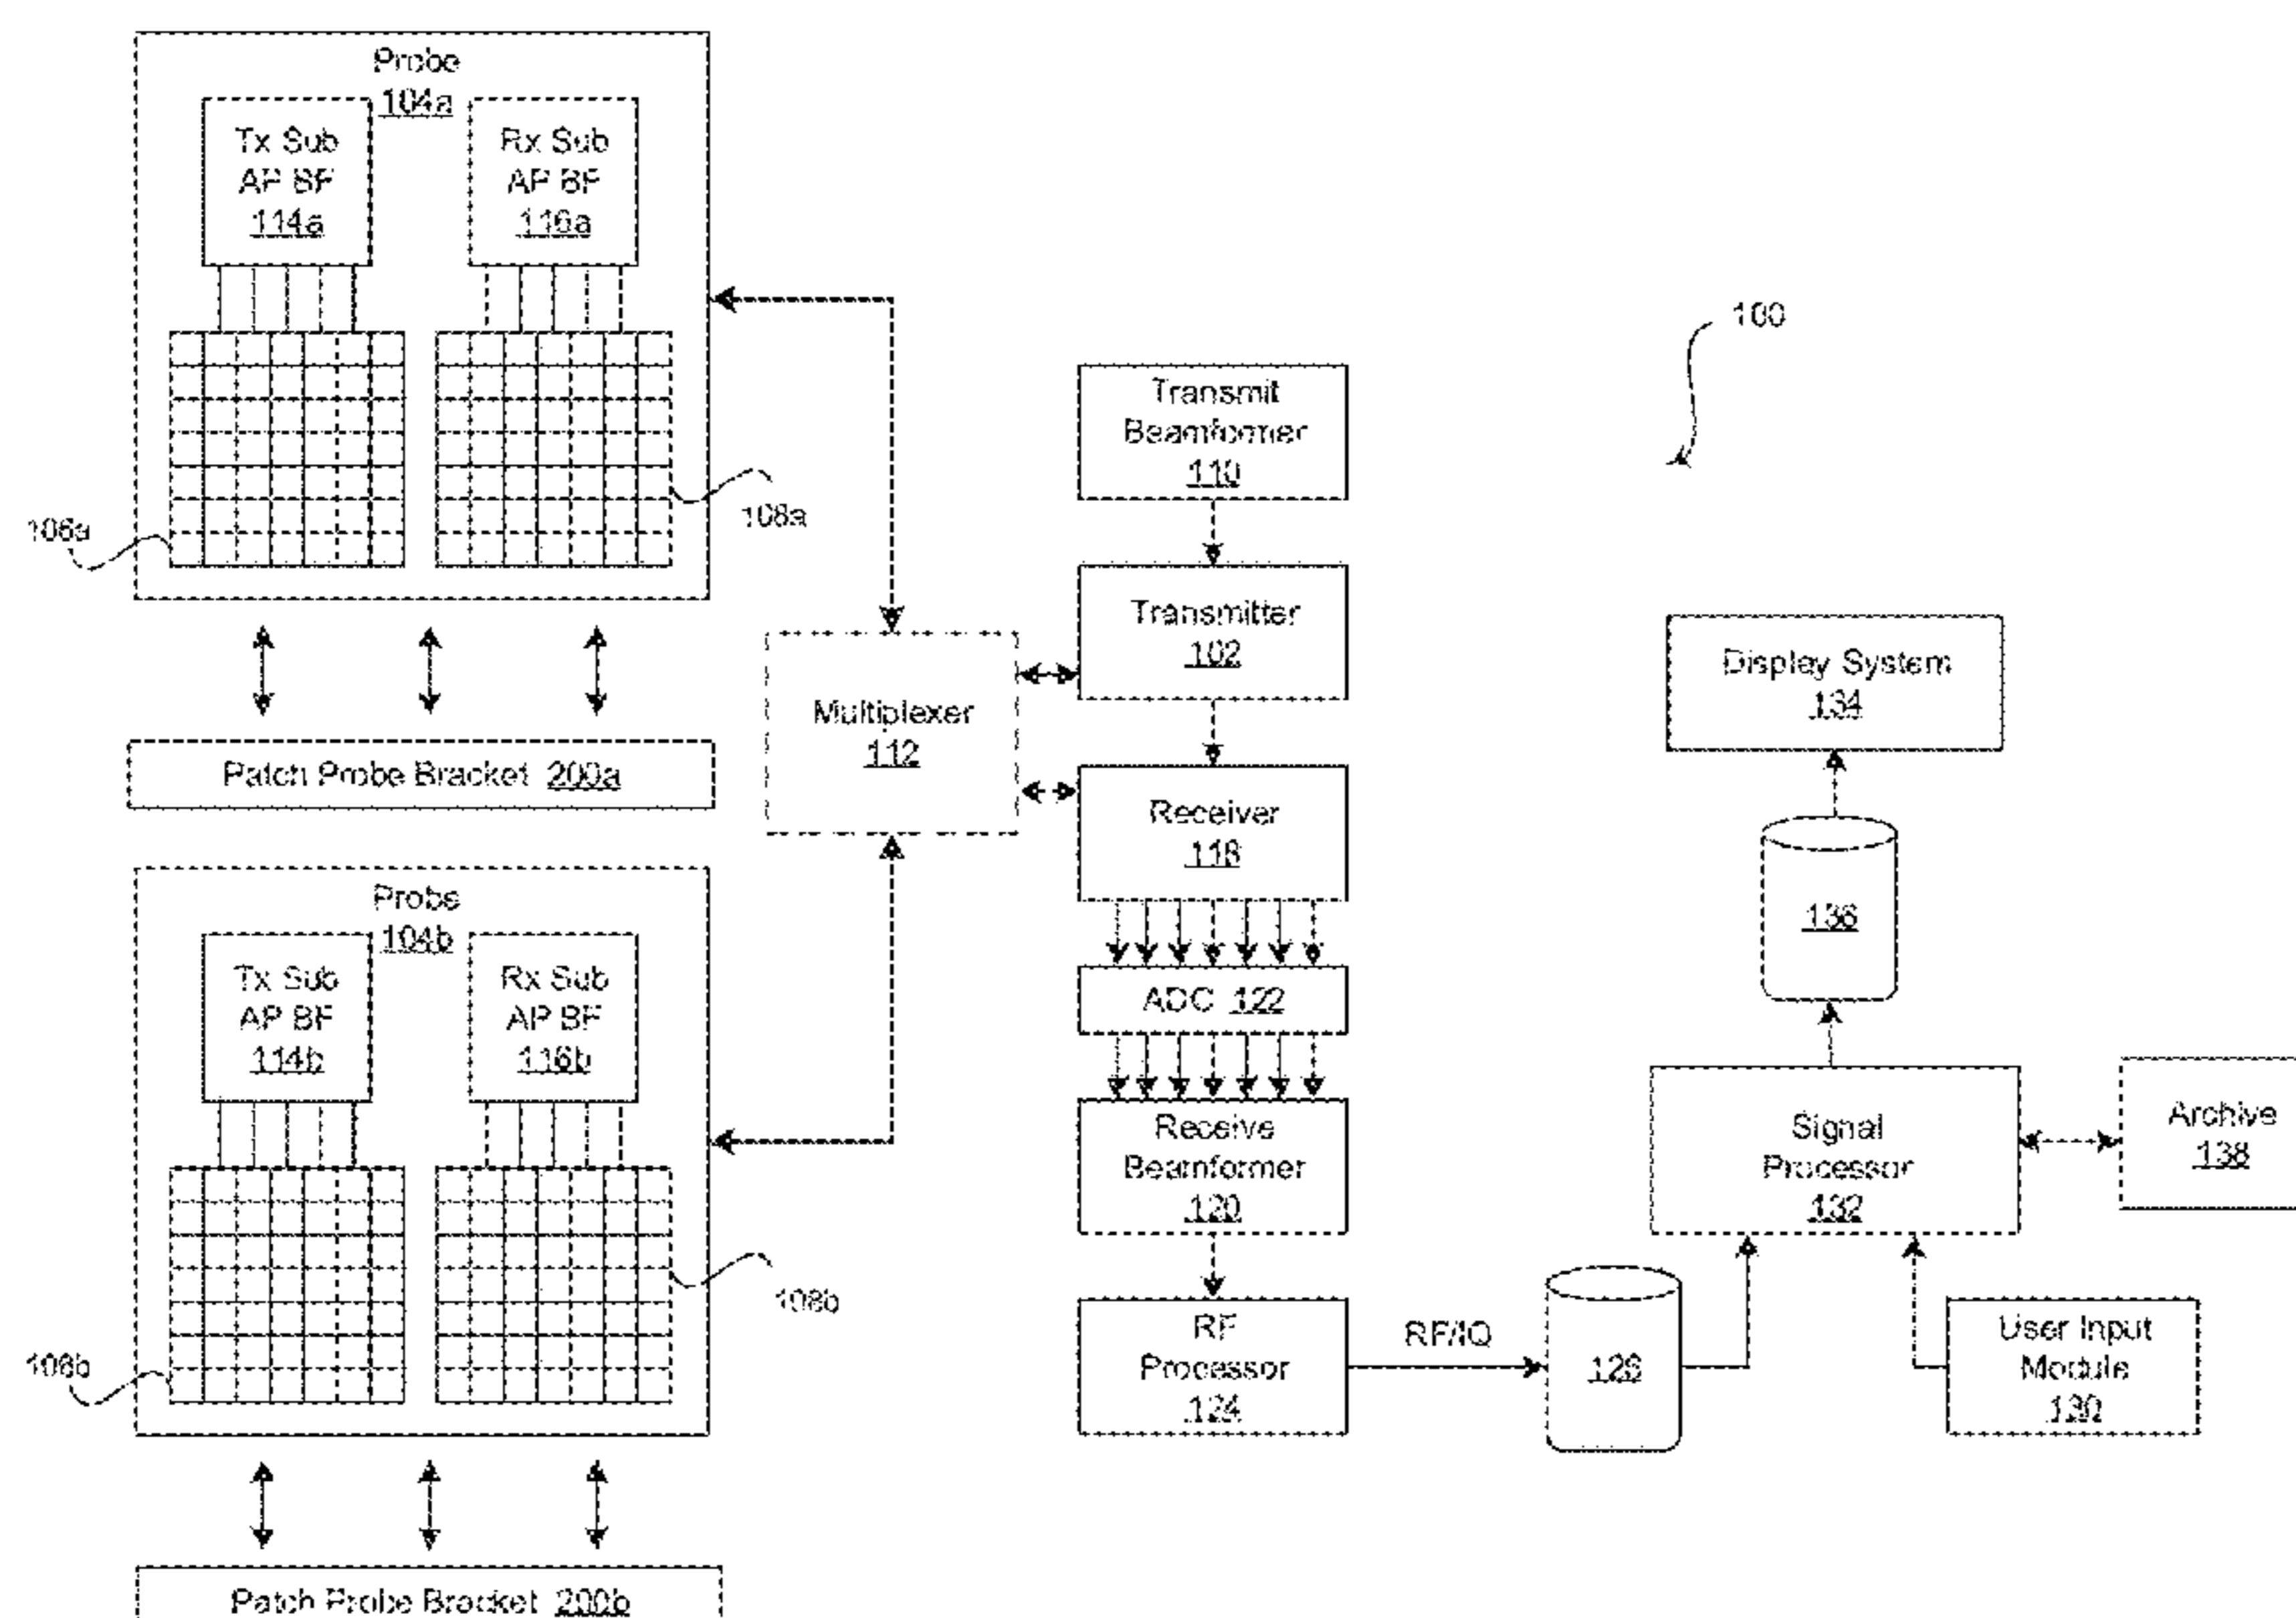 Probe
104a
Tx Sub
AP BF
114a
Rx Sub
AP BF
116a
106a
108a
Patch Probe Bracket 200a
Probe
104b
Tx Sub
AP BF
114b
Rx Sub
AP BF
116b
106b
108b
Patch Probe Bracket 200b
Multiplexer
112
Transmit
Beamformer
110
Transmitter
102
Receiver
118
ADC 122
Receive
Beamformer
120
RF
Processor
124
RF/IQ
126
100
Display System
134
136
Signal
Processor
132
Archive
138
User Input
Module
130